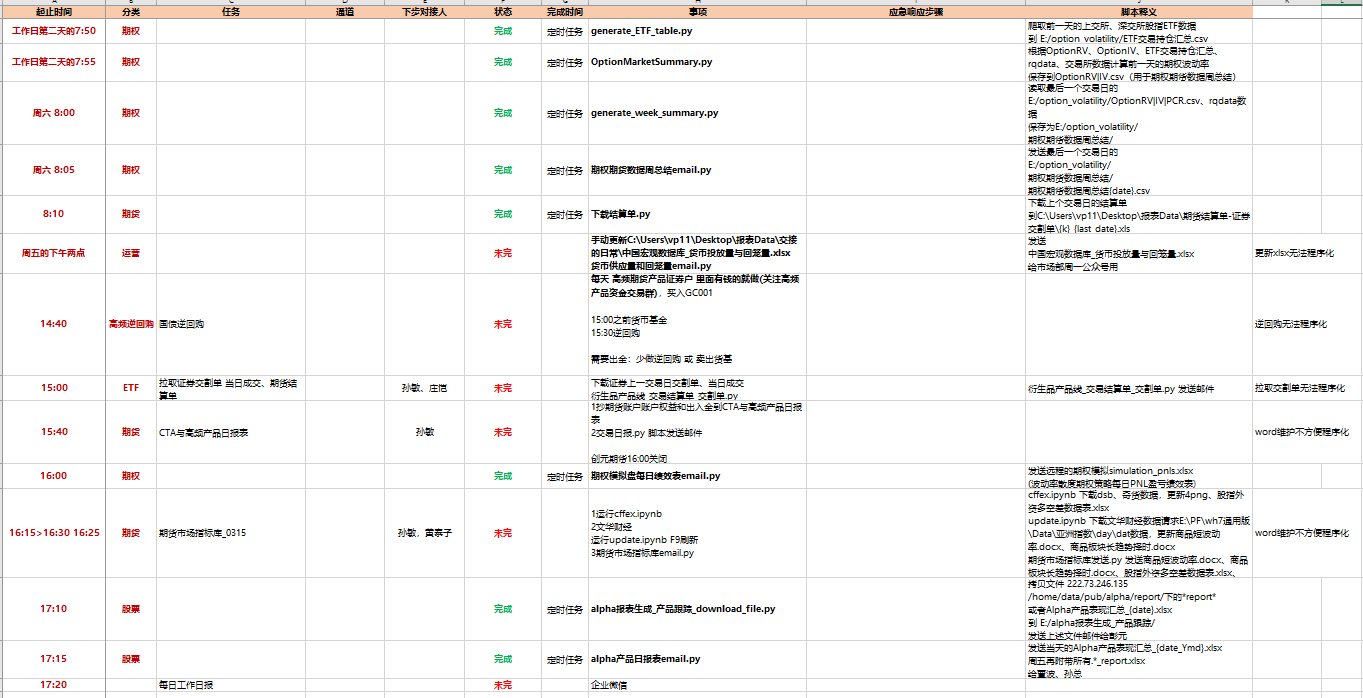 起止时间 分类 任务 通道 下步对接人 状态 完成时间 事项 应急响应步骤 脚本释义
工作日第二天的7:50 期权 完成 定时任务 generate_ETF_table.py
爬取前一天的上交所、深交所股指ETF数据
到 E:/option_volatility/ETF交易持仓汇总.csv
工作日第二天的7:55 期权 完成 定时任务 OptionMarketSummary.py
根据OptionRV、OptionIV、ETF交易持仓汇总、
rqdata、交易所数据计算前一天的期权波动率
保存到OptionRV|IV.csv（用于期权期货数据周总结）
周六 8:00 期权 完成 定时任务 generate_week_summary.py
读取最后一个交易日的
E:/option_volatility/OptionRV|IV|PCR.csv、rqdata数
据
保存为E:/option_volatility/
期权期货数据周总结/
周六 8:05 期权 完成 定时任务 期权期货数据周总结email.py
发送最后一个交易日的
E:/option_volatility/
期权期货数据周总结/
期权期货数据周总结{date}.csv
8:10 期货 完成 定时任务 下载结算单.py
下载上个交易日的结算单
到C:\Users\vp11\Desktop\报表Data\期货结算单-证券
交割单\{k}_{last_date}.xls
周五的下午两点 运营 未完
手动更新C:\Users\vp11\Desktop\报表Data\交接
的日常\中国宏观数据库_货币投放量与回笼量.xlsx
货币供应量和回笼量email.py
发送
中国宏观数据库_货币投放量与回笼量.xlsx
给市场部周一公众号用
更新xlsx无法程序化
14:40 高频逆回购 国债逆回购 未完
每天 高频期货产品证券户 里面有钱的就做(关注高频
产品资金交易群)，买入GC001
15:00之前货币基金
15:30逆回购
需要出金：少做逆回购 或 卖出货基
逆回购无法程序化
15:00 ETF
拉取证券交割单 当日成交、期货结
算单
孙敏、庄恺 未完
下载证券上一交易日交割单、当日成交
衍生品产品线_交易结算单_交割单.py
衍生品产品线_交易结算单_交割单.py 发送邮件
拉取交割单无法程序化
15:40 期货 CTA与高频产品日报表 孙敏 未完
1抄期货账户账户权益和出入金到CTA与高频产品日报
表
2交易日报.py 脚本发送邮件
创元期货16:00关闭
word维护不方便程序化
16:00 期权 完成 定时任务 期权模拟盘每日绩效表email.py
发送远程的期权模拟simulation_pnls.xlsx
(波动率敞度期权策略每日PNL盈亏绩效表)
16:15>16:30 16:25 期货 期货市场指标库_0315 孙敏，黄素子 未完
1运行cffex.ipynb
2文华财经
运行update.ipynb F9刷新
3期货市场指标库email.py
cffex.ipynb 下载dsb、奇货数据，更新4png、股指外
资多空差数据表.xlsx
update.ipynb 下载文华财经数据请求E:\PF\wh7通用版
\Data\亚洲指数\day\dat数据，更新商品短波动
率.docx、商品板块长趋势择时.docx
期货市场指标库发送.py 发送商品短波动率.docx、商品
板块长趋势择时.docx、股指外资多空差数据表.xlsx、
word维护不方便程序化
17:10 股票 完成 定时任务 alpha报表生成_产品跟踪_download_file.py
拷贝文件 222.73.246.135
/home/data/pub/alpha/report/下的*report*
或者Alpha产品表现汇总_{date}.xlsx
到 E:/alpha报表生成_产品跟踪/
发送上述文件邮件给彭元
17:15 股票 完成 定时任务 alpha产品日报表email.py
发送当天的Alpha产品表现汇总_{date_Ymd}.xlsx
周五再附带所有.*_report.xlsx
给董波、孙总
17:20 每日工作日报 未完 企业微信